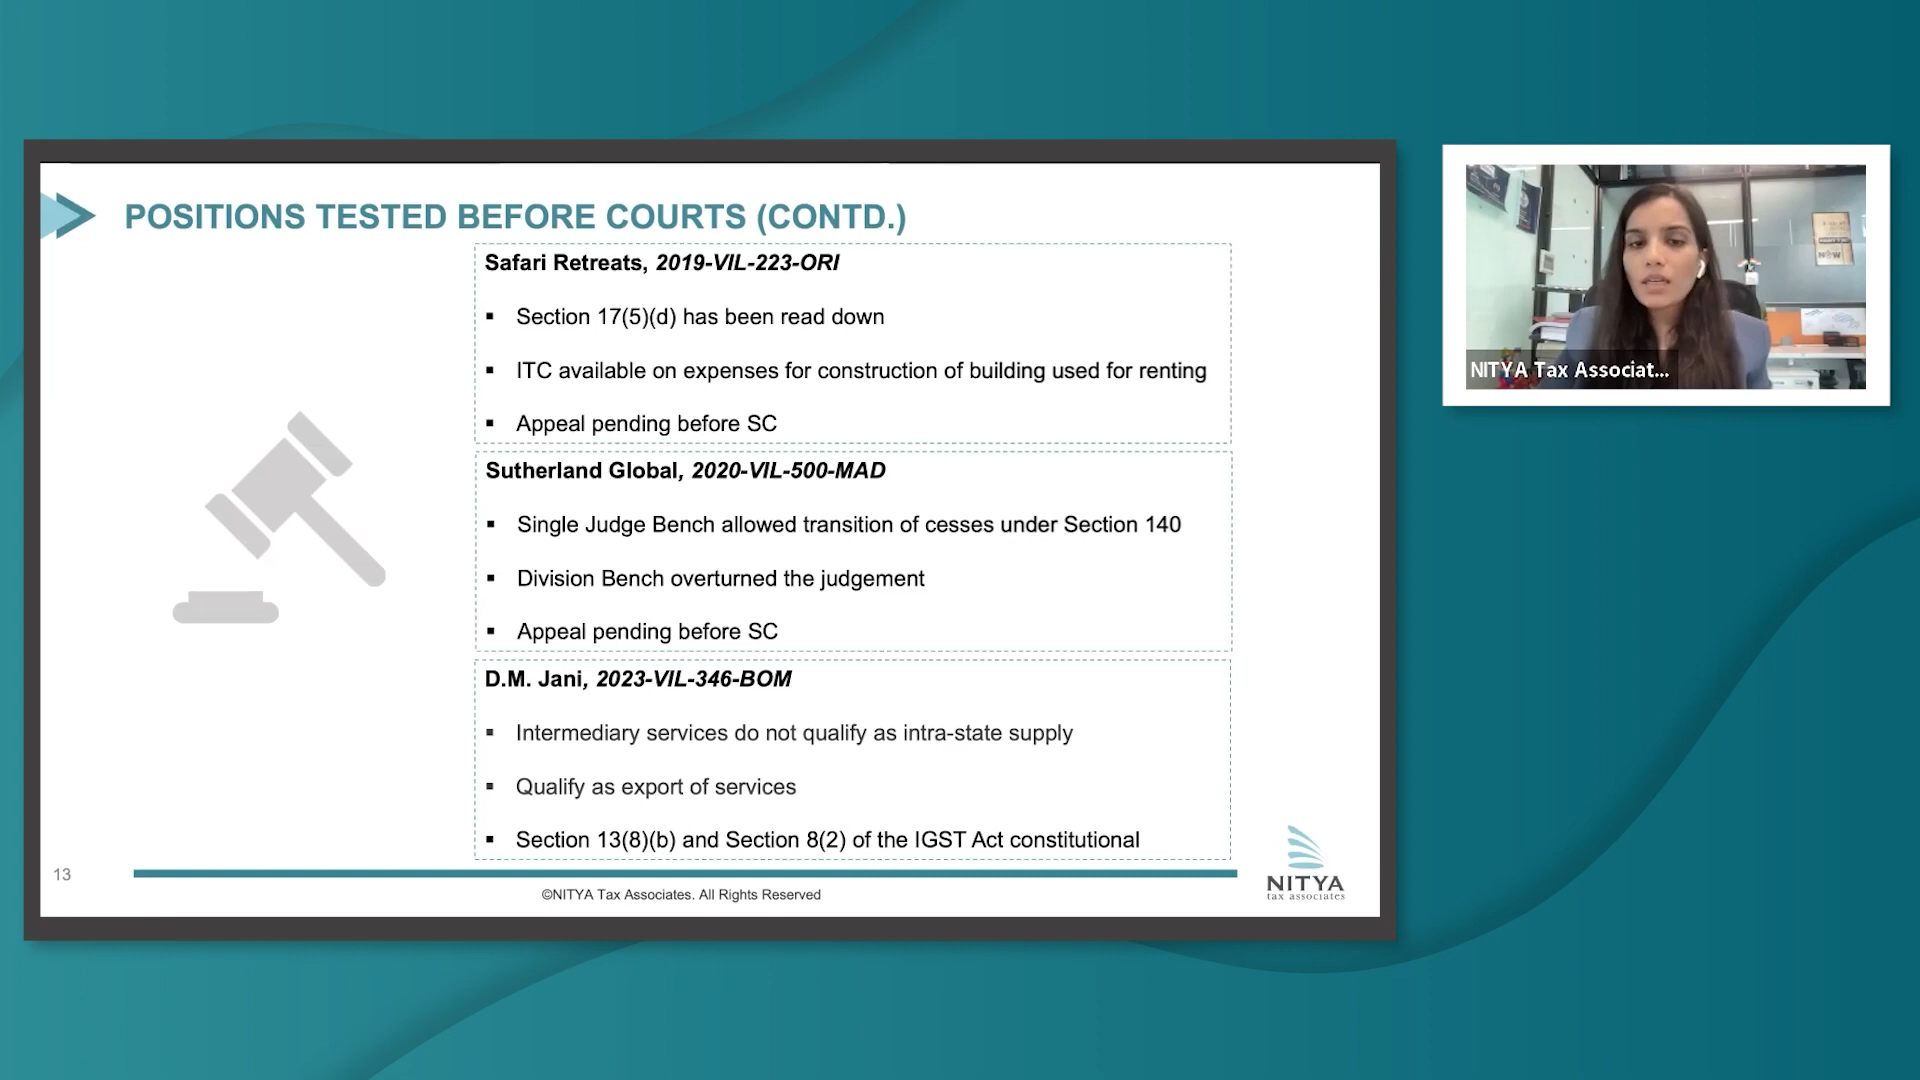 POSITIONS TESTED BEFORE COURTS (CONTD.)
Safari Retreats, 2019-VIL-223-ORI
▪ Section 17(5)(d) has been read down
▪ ITC available on expenses for construction of building used for renting
▪ Appeal pending before SC
Sutherland Global, 2020-VIL-500-MAD
▪ Single Judge Bench allowed transition of cesses under Section 140
▪ Division Bench overturned the judgement
▪ Appeal pending before SC
D.M. Jani, 2023-VIL-346-BOM
▪ Intermediary services do not qualify as intra-state supply
▪ Qualify as export of services
▪ Section 13(8)(b) and Section 8(2) of the IGST Act constitutional
13
©NITYA Tax Associates. All Rights Reserved
NITYA
tax associates
NOW
NITYA Tax Associat...